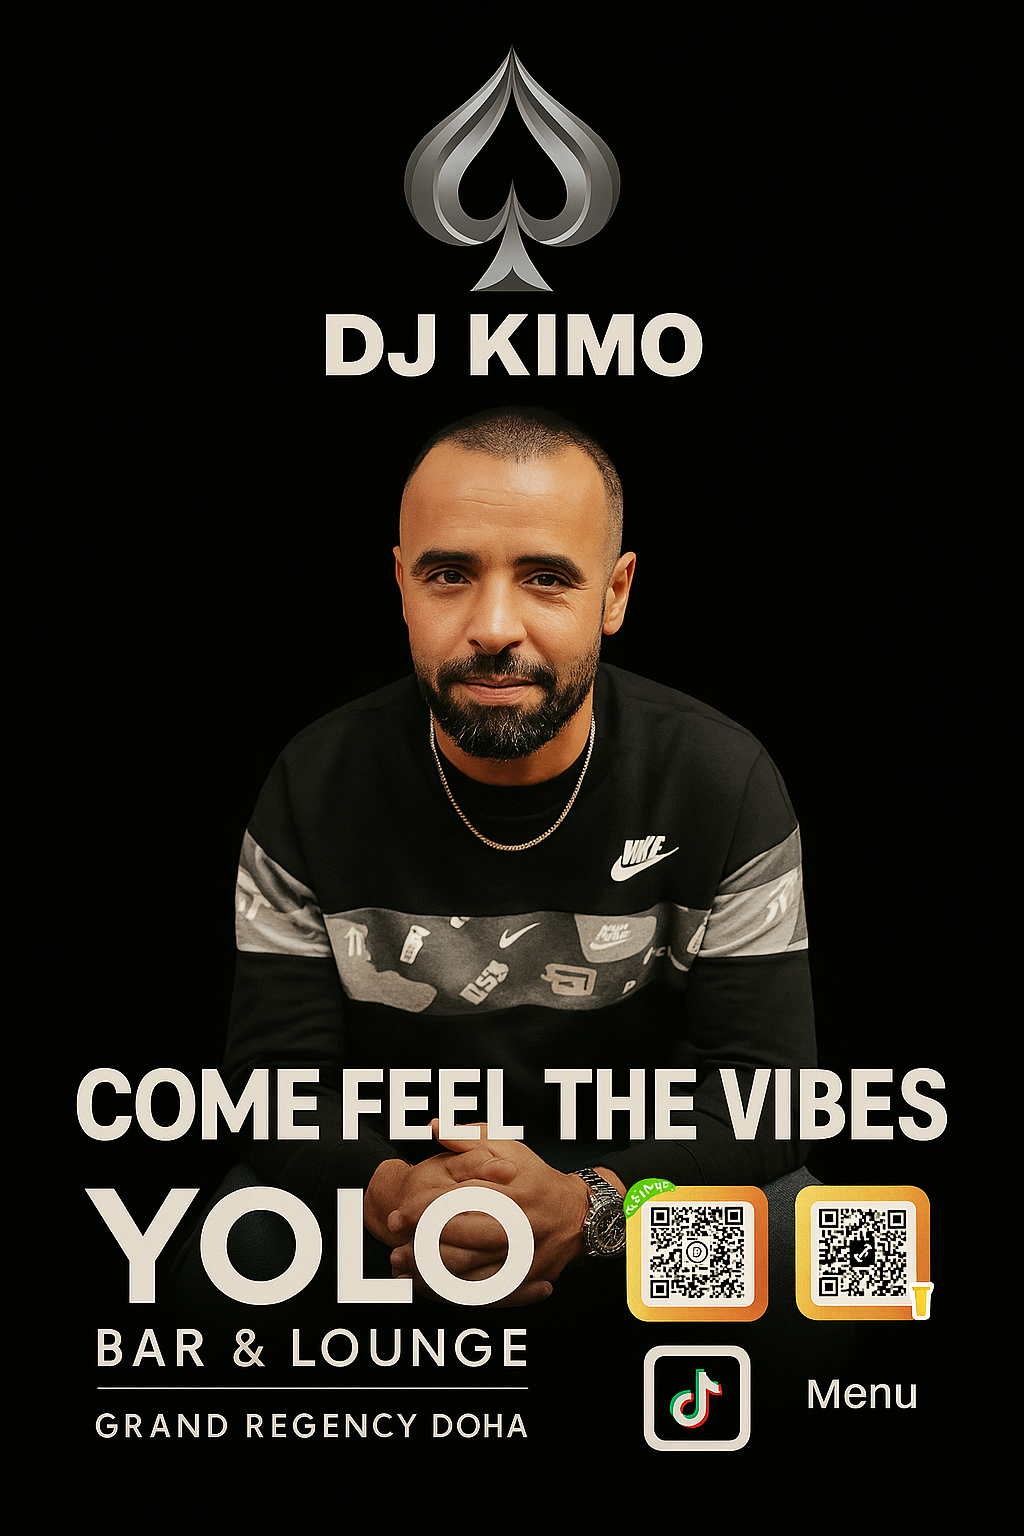 DJ KIMO
COME FEEL THE VIBES
YOLO
BAR & LOUNGE
GRAND REGENCY DOHA
Menu